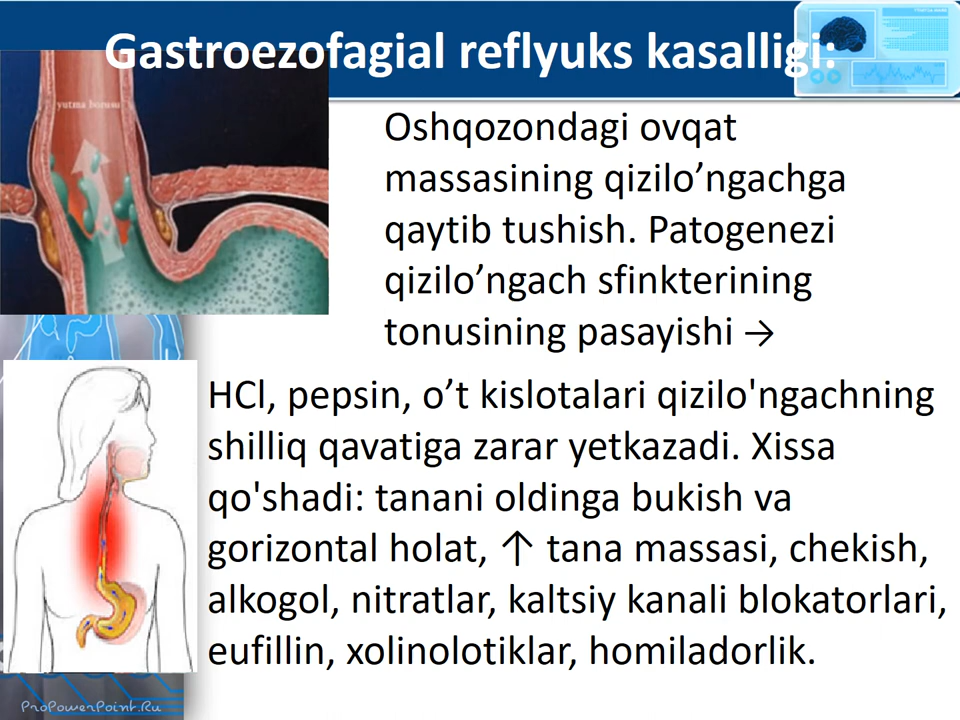 Gastroezofagial reflyuks kasalligi:
yutma borusu
Oshqozondagi ovqat
massasining qizilo’ngachga
qaytib tushish. Patogenezi
qizilo’ngach sfinkterining
tonusining pasayishi →
HCl, pepsin, o’t kislotalari qizilo'ngachning
shilliq qavatiga zarar yetkazadi. Xissa
qo'shadi: tanani oldinga bukish va
gorizontal holat, ↑ tana massasi, chekish,
alkogol, nitratlar, kaltsiy kanali blokatorlari,
eufillin, xolinolotiklar, homiladorlik.
ProPowerPoint.Ru